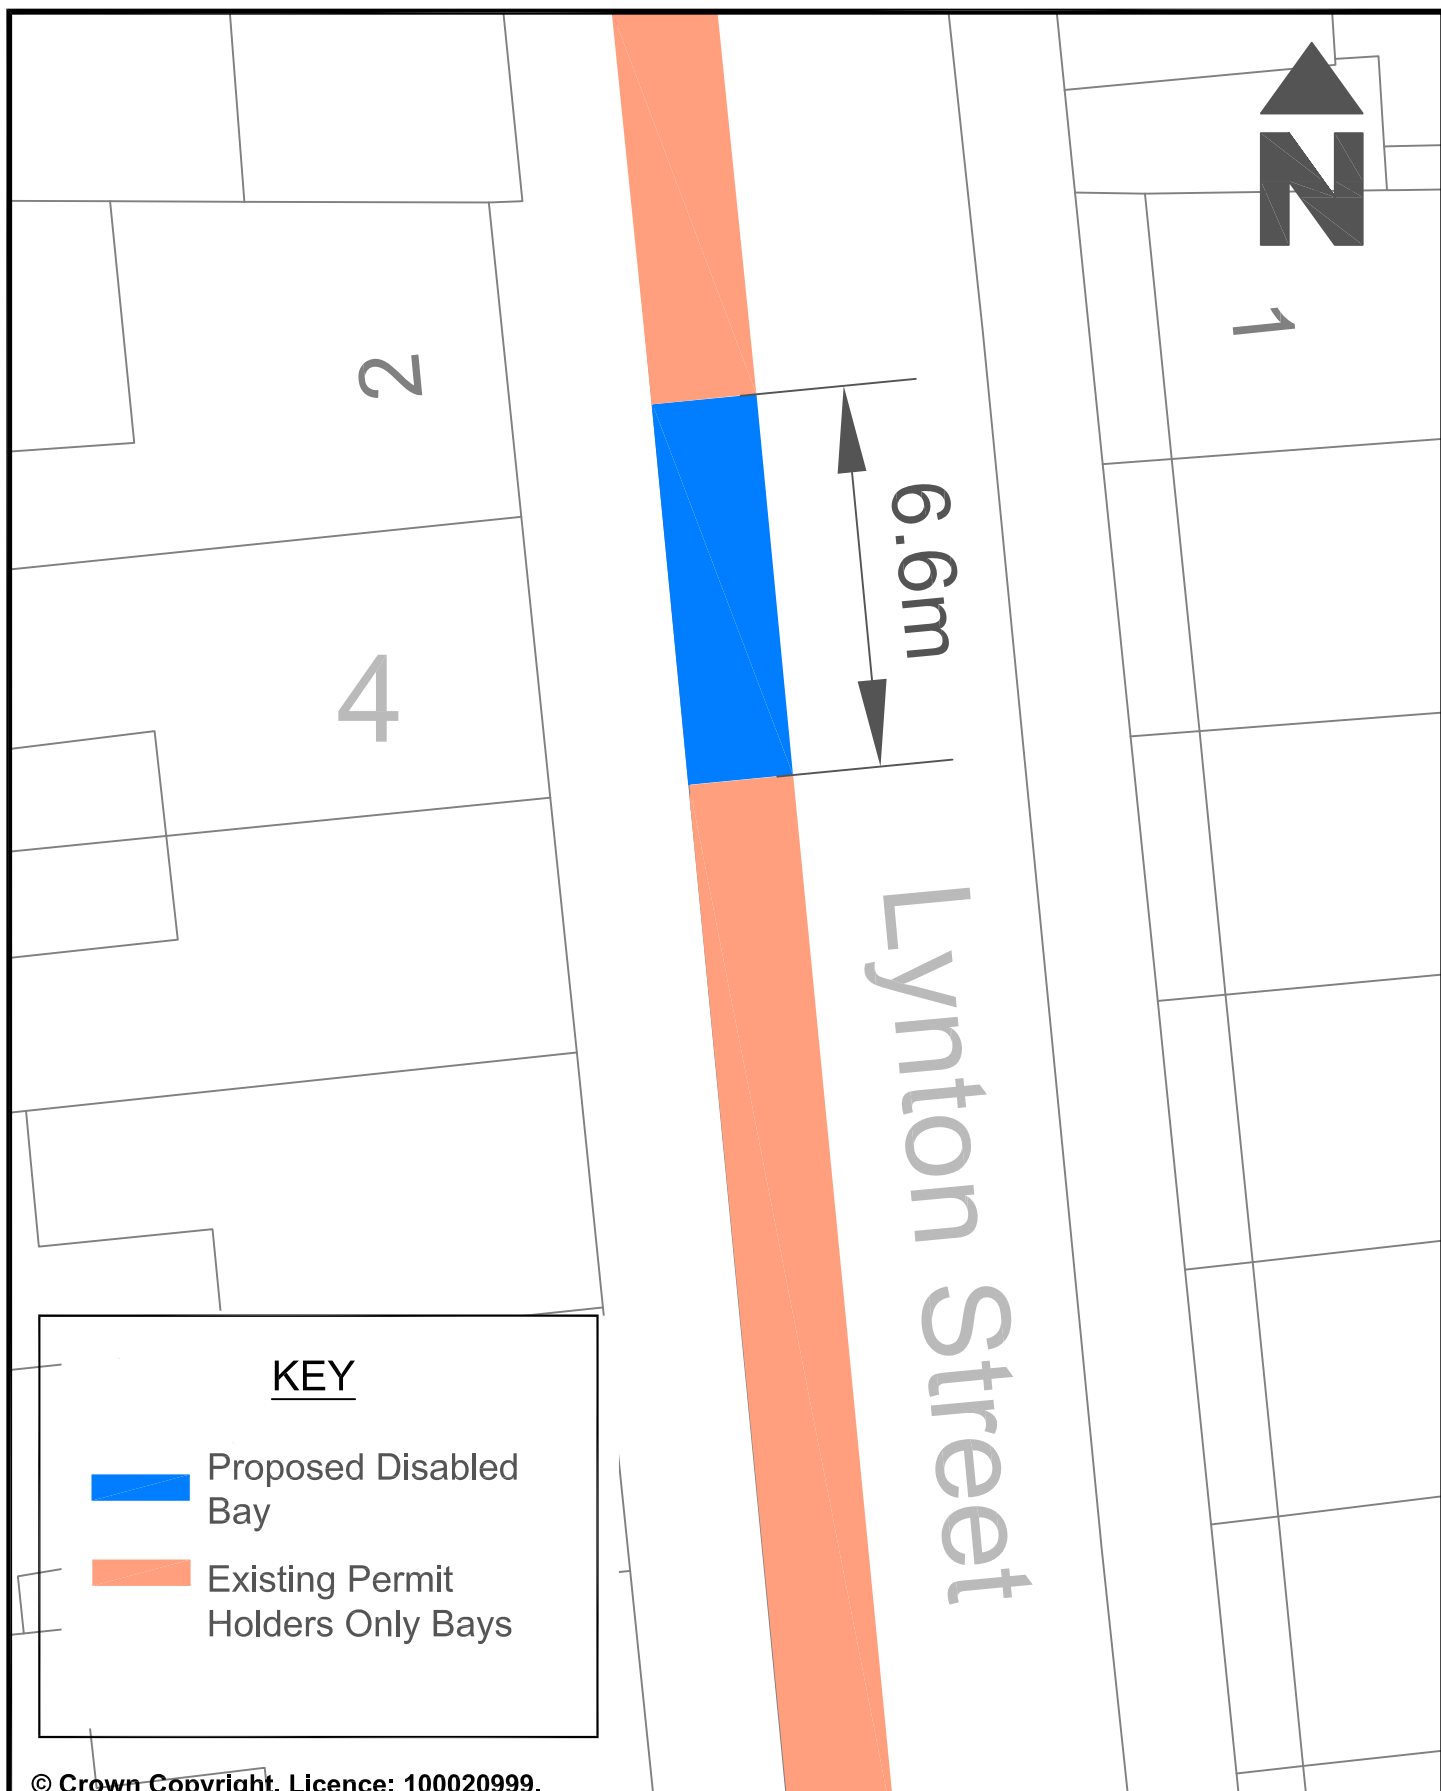 N
1
2
6.6m
4
Lynton Street
KEY
Proposed Disabled
Bay
Existing Permit
Holders Only Bays
© Crown Copyright. Licence: 100020999.